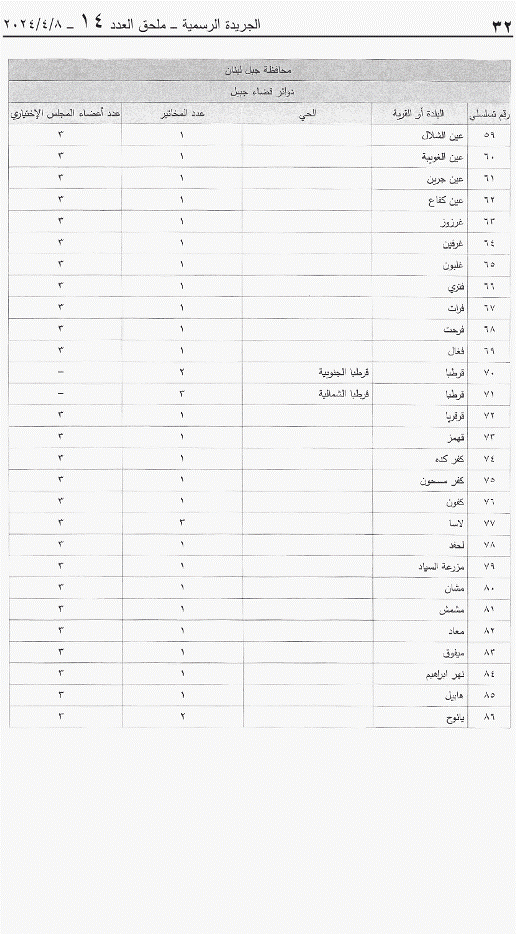 ٣٢ الجريدة الرسمية – ملحق العدد ١٤ – ٢٠٢٤/٤/٨
محافظة جبل لبنان
دوائر قضاء جبيل
رقم تسلسلي البلدة أو القرية الحي عدد المخاتير عدد أعضاء المجلس الإختياري
٥٩ عين الشلال ١ ٣
٦٠ عين الغويبة ١ ٣
٦١ عين جرين ١ ٣
٦٢ عين كفاع ١ ٣
٦٣ غرزوز ١ ٣
٦٤ غرفين ١ ٣
٦٥ غلبون ١ ٣
٦٦ فتري ١ ٣
٦٧ فرات ١ ٣
٦٨ فرحت ١ ٣
٦٩ فغال ١ ٣
٧٠ قرطبا قرطبا الجنوبية ٢ –
٧١ قرطبا قرطبا الشمالية ٣ –
٧٢ قرقريا ١ ٣
٧٣ قهمز ١ ٣
٧٤ كفر كده ١ ٣
٧٥ كفر مسحون ١ ٣
٧٦ كفون ١ ٣
٧٧ لاسا ٣ ٣
٧٨ لحفد ١ ٣
٧٩ مزرعة السياد ١ ٣
٨٠ مشان ١ ٣
٨١ مشمش ١ ٣
٨٢ معاد ١ ٣
٨٣ ميفوق ١ ٣
٨٤ نهر ابراهيم ١ ٣
٨٥ هابيل ١ ٣
٨٦ يانوح ٢ ٣